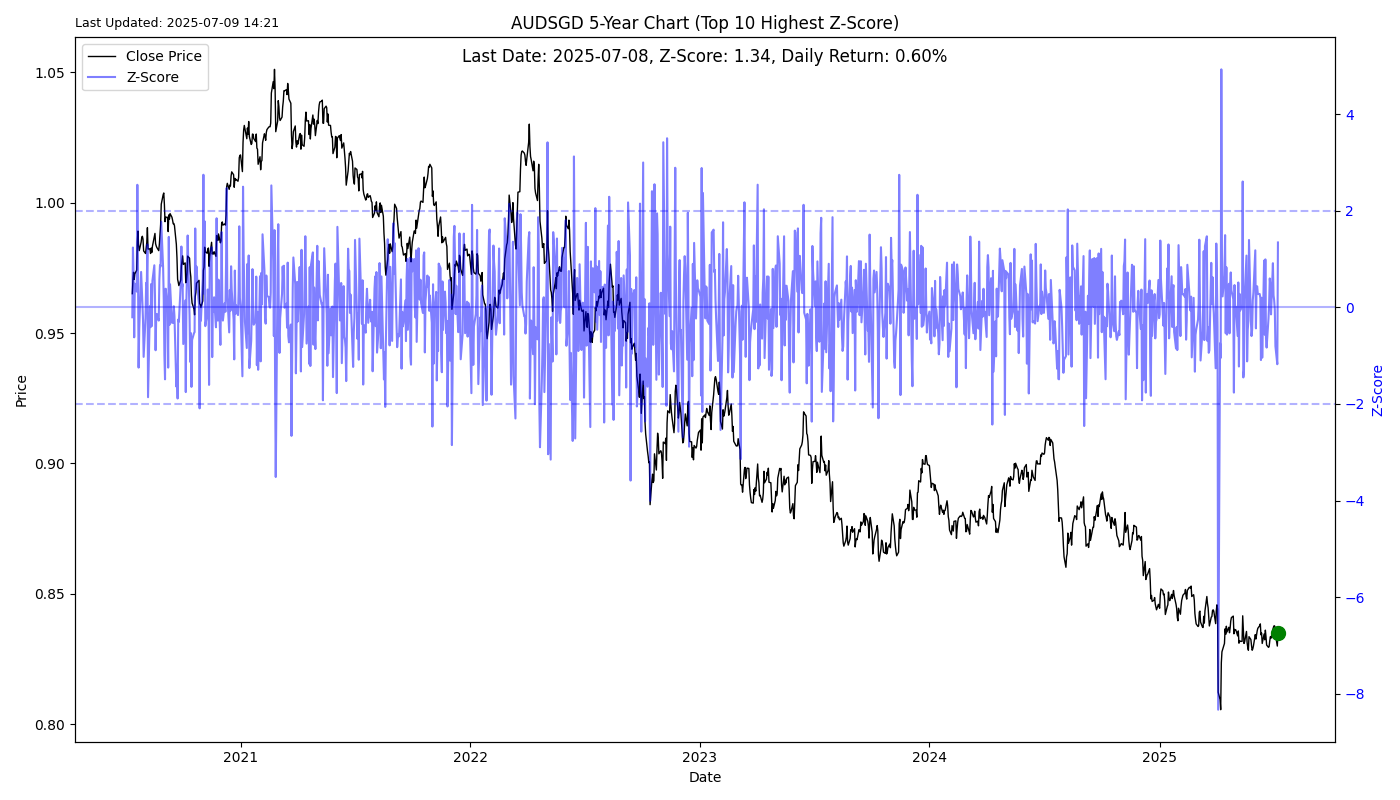 Last Updated: 2025-07-09 14:21
AUDSGD 5-Year Chart (Top 10 Highest Z-Score)
Last Date: 2025-07-08, Z-Score: 1.34, Daily Return: 0.60%
Close Price
Z-Score
1.05
1.00
0.95
0.90
0.85
0.80
Price
4
2
0
−2
−4
−6
−8
Z-Score
2021
2022
2023
2024
2025
Date